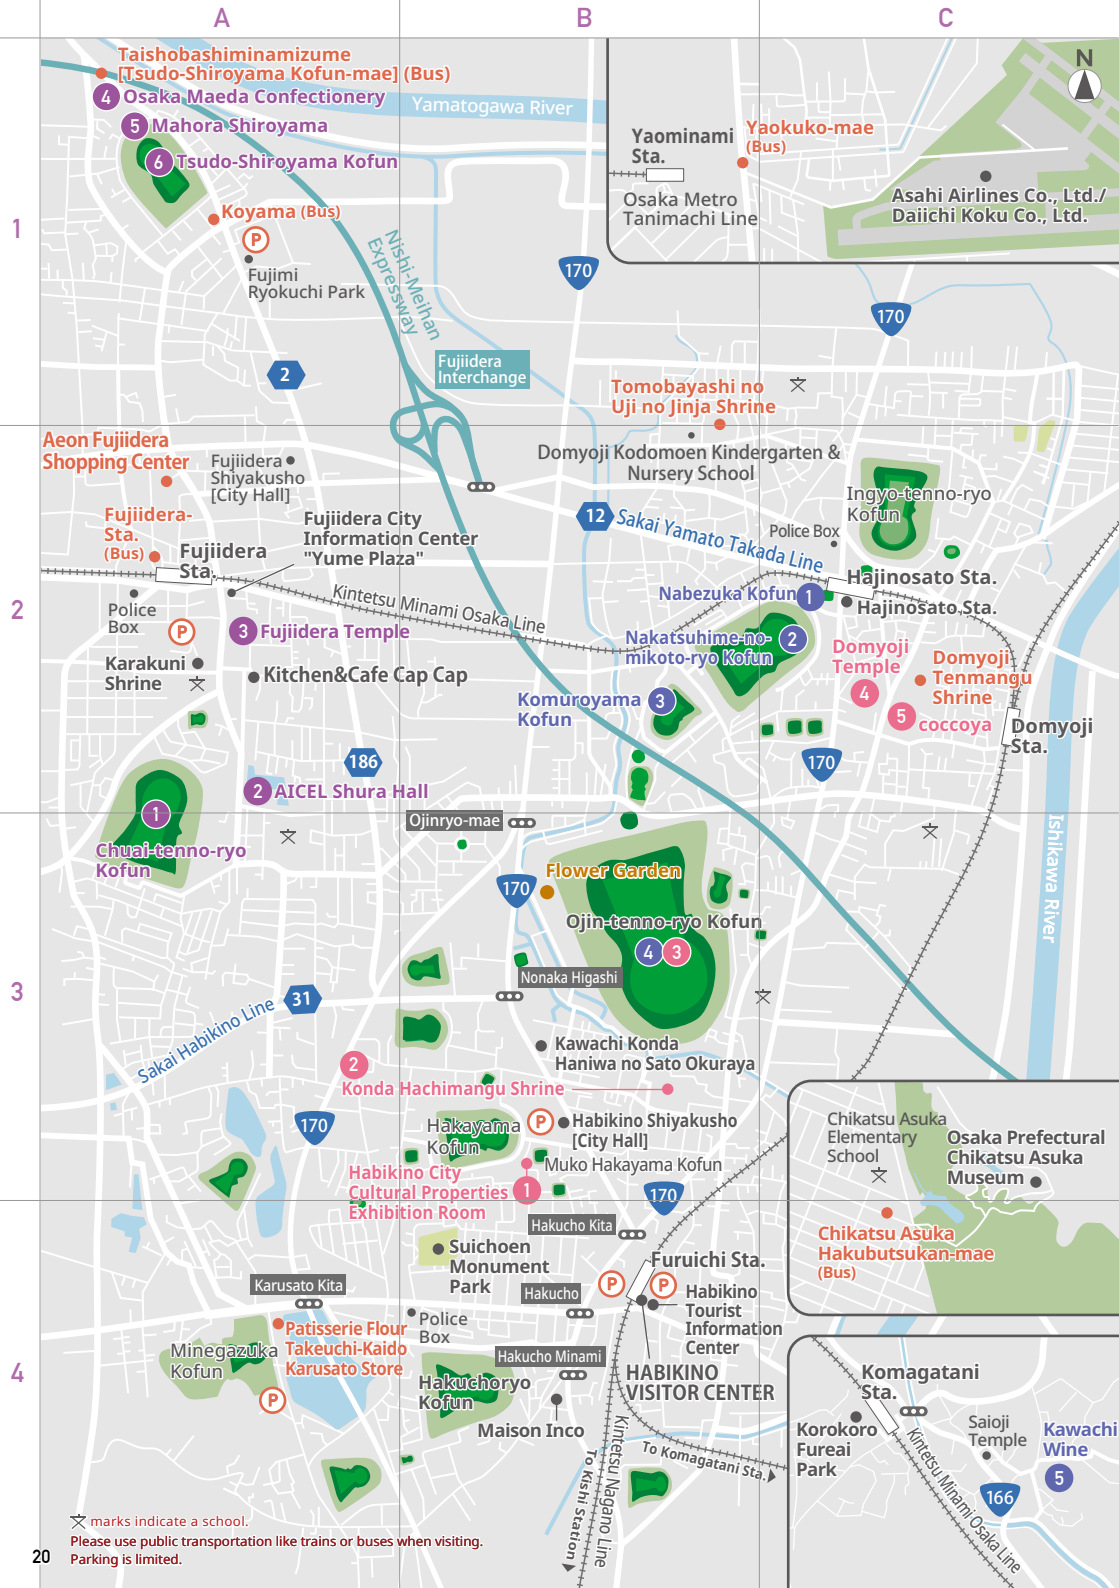 A
B
C
1
2
3
4
Taishobashiminamizume
[Tsudo-Shiroyama Kofun-mae] (Bus)
4 Osaka Maeda Confectionery
5 Mahora Shiroyama
6 Tsudo-Shiroyama Kofun
Yamatogawa River
Koyama (Bus)
P
Fujimi
Ryokuchi Park
Nishi-Meihan
Expressway
170
2
Fujiidera
Interchange
Yaominami
Sta.
Osaka Metro
Tanimachi Line
Yaokuko-mae
(Bus)
N
Asahi Airlines Co., Ltd./
Daiichi Koku Co., Ltd.
170
Tomobayashi no
Uji no Jinja Shrine
Domyoji Kodomoen Kindergarten &
Nursery School
Aeon Fujiidera
Shopping Center
Fujiidera
Shiyakusho
[City Hall]
Fujiidera-
Sta.
(Bus)
Fujiidera
Sta.
Fujiidera City
Information Center
"Yume Plaza"
12
Sakai Yamato Takada Line
Ingyo-tenno-ryo
Kofun
Police Box
Hajinosato Sta.
Hajinosato Sta.
Nabezuka Kofun 1
Kintetsu Minami Osaka Line
Police
Box
P
3 Fujiidera Temple
Karakuni
Shrine
Kitchen&Cafe Cap Cap
Nakatsuhime-no-
mikoto-ryo Kofun
2
Komuroyama
Kofun
3
Domyoji
Temple
4
Domyoji
Tenmangu
Shrine
5 coccoya
Domyoji
Sta.
170
186
2 AICEL Shura Hall
1
Chuai-tenno-ryo
Kofun
Ojinryo-mae
170
Flower Garden
Ojin-tenno-ryo Kofun
4 3
Ishikawa River
Nonaka Higashi
31
Sakai Habikino Line
2
Konda Hachimangu Shrine
Kawachi Konda
Haniwa no Sato Okuraya
170
Hakayama
Kofun
P
Habikino Shiyakusho
[City Hall]
Muko Hakayama Kofun
Habikino City
Cultural Properties
Exhibition Room
1
170
Hakucho Kita
Chikatsu Asuka
Elementary
School
Osaka Prefectural
Chikatsu Asuka
Museum
Chikatsu Asuka
Hakubutsukan-mae
(Bus)
Suichoen
Monument
Park
Furuichi Sta.
P
P
Karusato Kita
Hakucho
Habikino
Tourist
Information
Center
Police
Box
Patisserie Flour
Takeuchi-Kaido
Karusato Store
Minegazuka
Kofun
P
Hakucho Minami
HABIKINO
VISITOR CENTER
Hakuchoryo
Kofun
Maison Inco
Kintetsu Nagano Line
To Kishi Station
To Komagatani Sta.
Komagatani
Sta.
Korokoro
Fureai
Park
Saioji
Temple
Kawachi
Wine
5
166
Kintetsu Minami Osaka Line
marks indicate a school.
Please use public transportation like trains or buses when visiting.
Parking is limited.
20